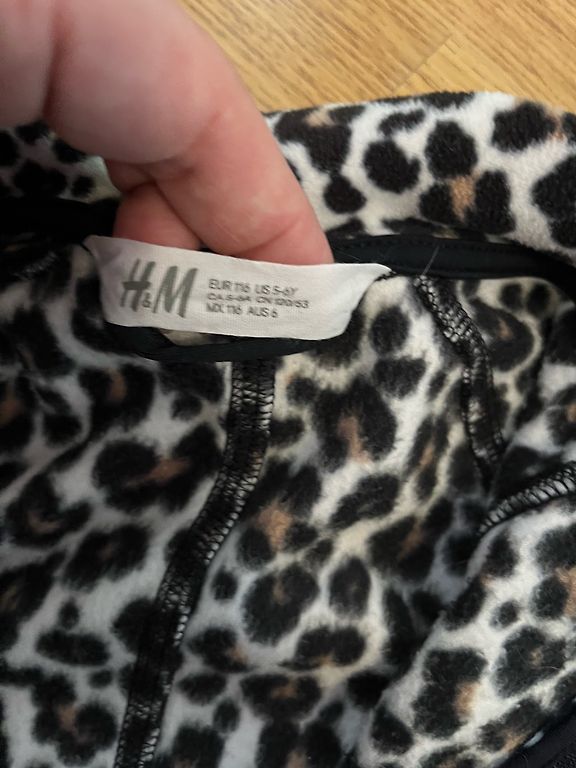 H&M
EUR 116 US 5-6Y
CA 5-6A CN 120/53
MX 116 AUS 6